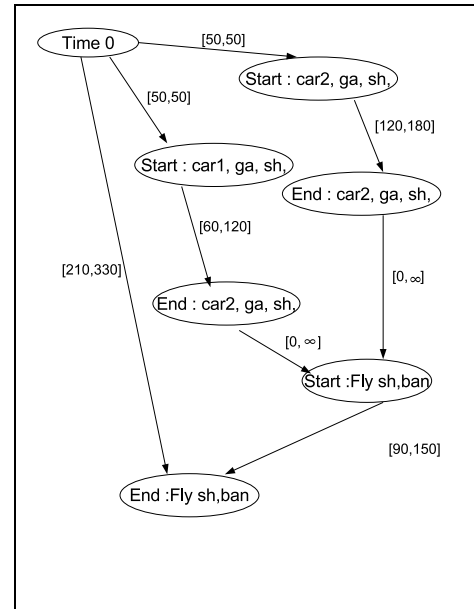 Time 0
[50,50]
Start : car2, ga, sh,
[50,50]
[120,180]
Start : car1, ga, sh,
End : car2, ga, sh,
[60,120]
[210,330]
[0,∞]
End : car2, ga, sh,
[0, ∞]
Start :Fly sh,ban
[90,150]
End :Fly sh,ban